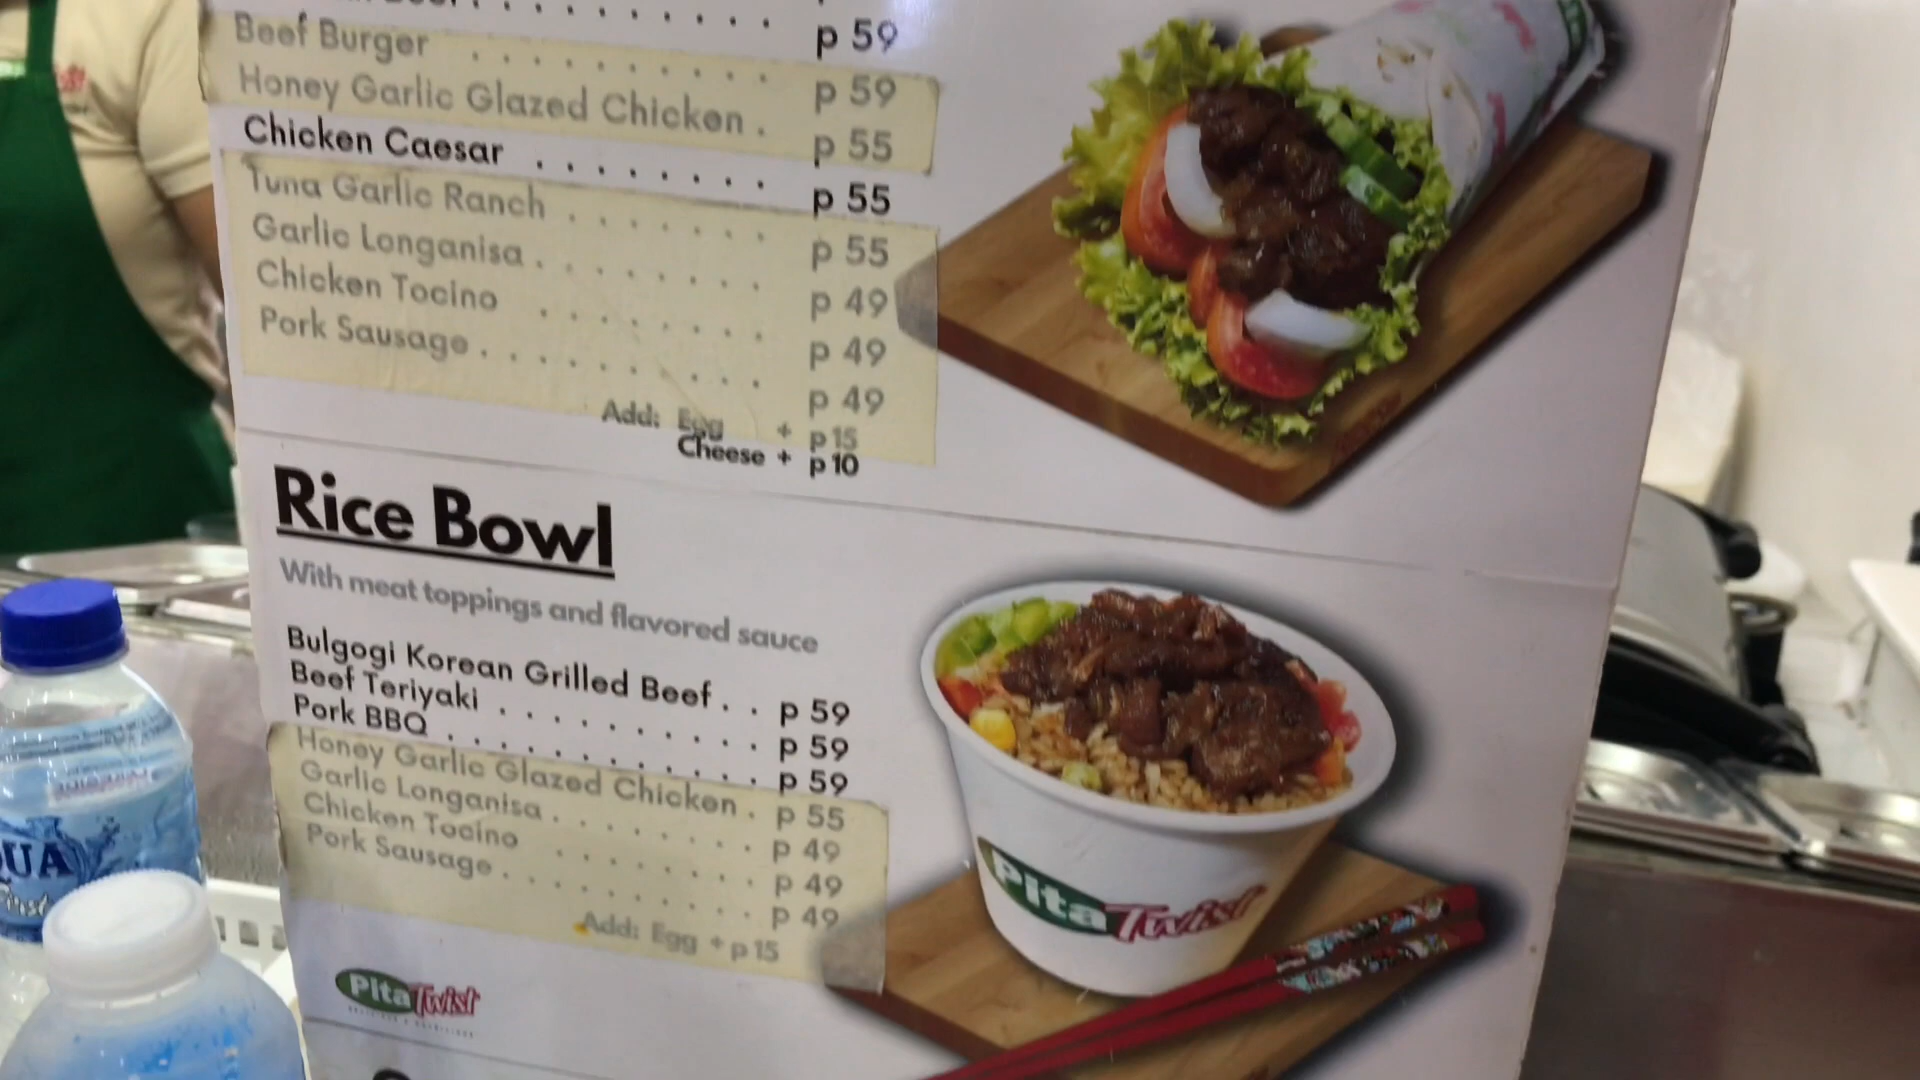 p 59
Beef Burger . . . . . . . . . . p 59
Honey Garlic Glazed Chicken . p 55
Chicken Caesar . . . . . . . . p 55
Tuna Garlic Ranch . . . . . . . p 55
Garlic Longanisa . . . . . . . . p 49
Chicken Tocino . . . . . . . . p 49
Pork Sausage . . . . . . . . . p 49
Add: Egg + p 15
Cheese + p 10
Rice Bowl
With meat toppings and flavored sauce
Bulgogi Korean Grilled Beef . . p 59
Beef Teriyaki . . . . . . . . . . p 59
Pork BBQ . . . . . . . . . . . . p 59
Honey Garlic Glazed Chicken . p 55
Garlic Longanisa . . . . . . . . p 49
Chicken Tocino . . . . . . . . p 49
Pork Sausage . . . . . . . . . p 49
Add: Egg + p 15
Pita Twist
Pita Twist